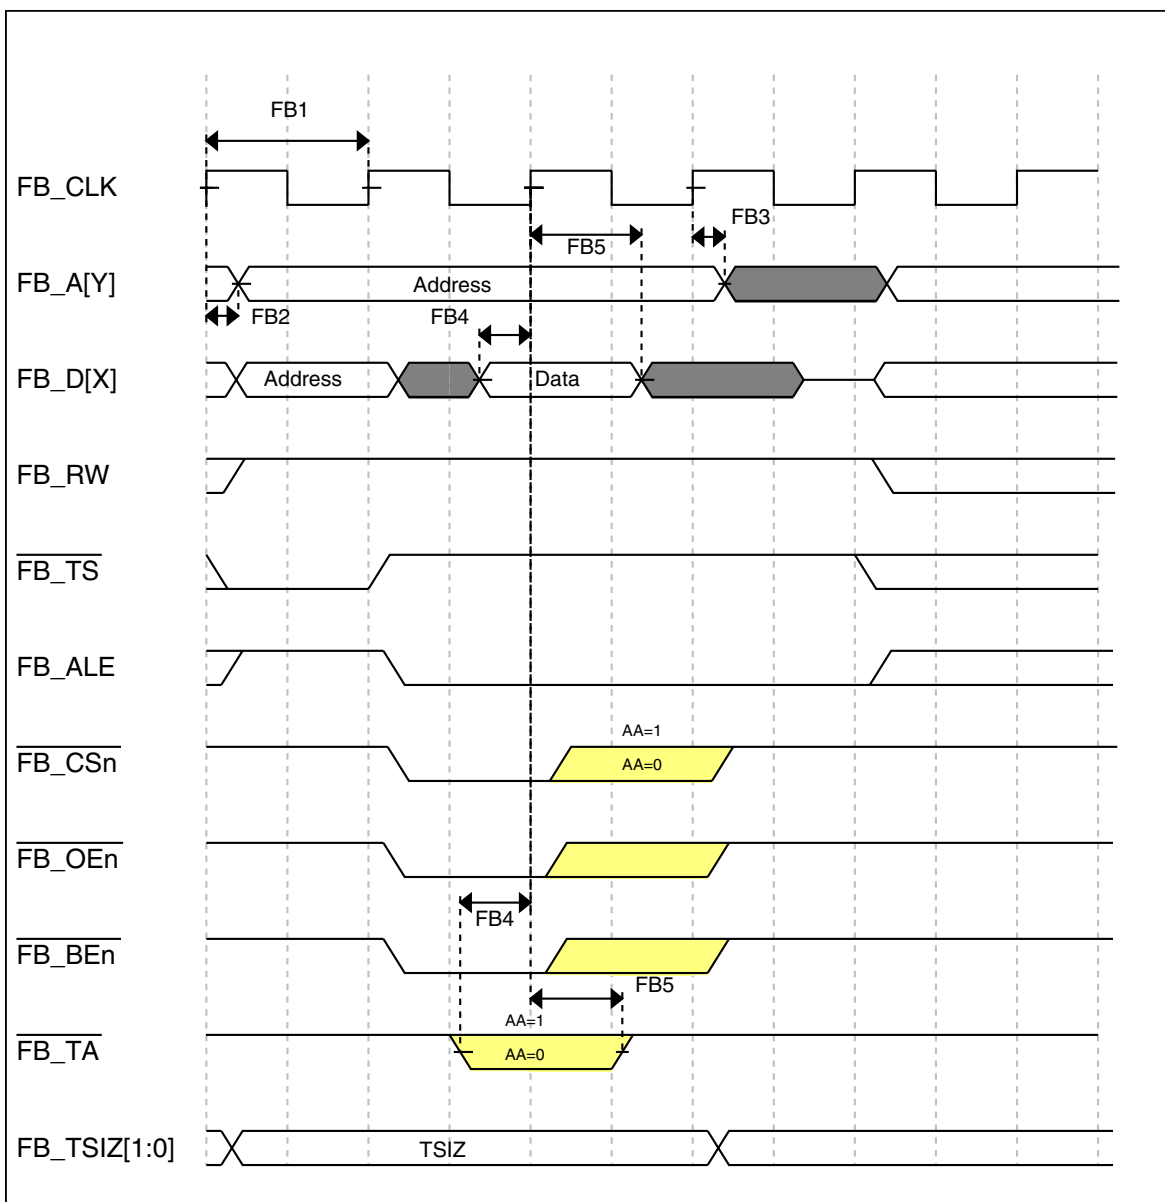 FB1
FB_CLK
FB3
FB5
FB_A[Y]
Address
FB2
FB4
FB_D[X]
Address
Data
FB_RW
FB_TS
FB_ALE
AA=1
FB_CSn
AA=0
FB_OEn
FB4
FB_BEn
FB5
AA=1
FB_TA
AA=0
FB_TSIZ[1:0]
TSIZ